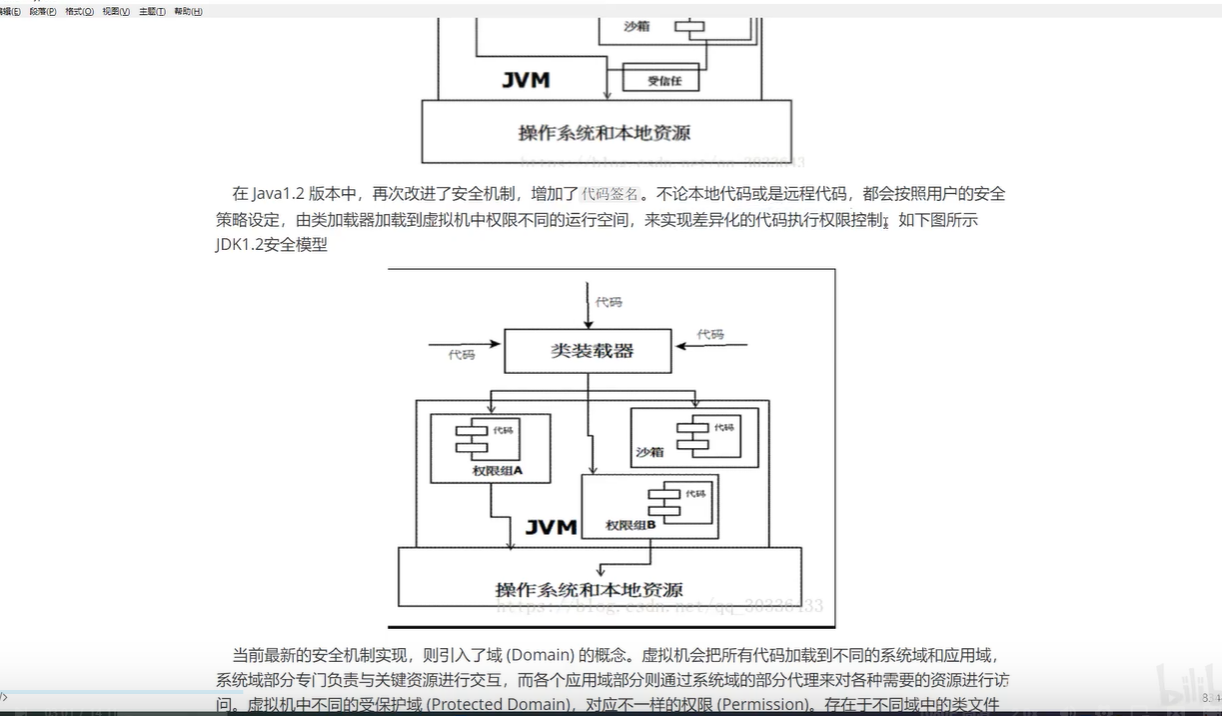 段落(P) 格式(O) 视图(V) 主题(T) 帮助(H)
沙箱
JVM
受信任
操作系统和本地资源
在 Java1.2 版本中，再次改进了安全机制，增加了 代码签名 。不论本地代码或是远程代码，都会按照用户的安全
策略设定，由类加载器加载到虚拟机中权限不同的运行空间，来实现差异化的代码执行权限控制。如下图所示
JDK1.2安全模型
代码
代码
代码
类装载器
代码
权限组A
代码
沙箱
代码
权限组B
JVM
操作系统和本地资源
https://blog.csdn.net/qq_30336433
当前最新的安全机制实现，则引入了域 (Domain) 的概念。虚拟机会把所有代码加载到不同的系统域和应用域，
系统域部分专门负责与关键资源进行交互，而各个应用域部分则通过系统域的部分代理来对各种需要的资源进行访
问。虚拟机中不同的受保护域 (Protected Domain)，对应不一样的权限 (Permission)。存在于不同域中的类文件